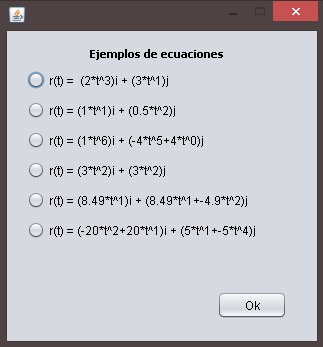 Ejemplos de ecuaciones
r(t) = (2*t^3)i + (3*t^1)j
r(t) = (1*t^1)i + (0.5*t^2)j
r(t) = (1*t^6)i + (-4*t^5+4*t^0)j
r(t) = (3*t^2)i + (3*t^2)j
r(t) = (8.49*t^1)i + (8.49*t^1+-4.9*t^2)j
r(t) = (-20*t^2+20*t^1)i + (5*t^1+-5*t^4)j
Ok